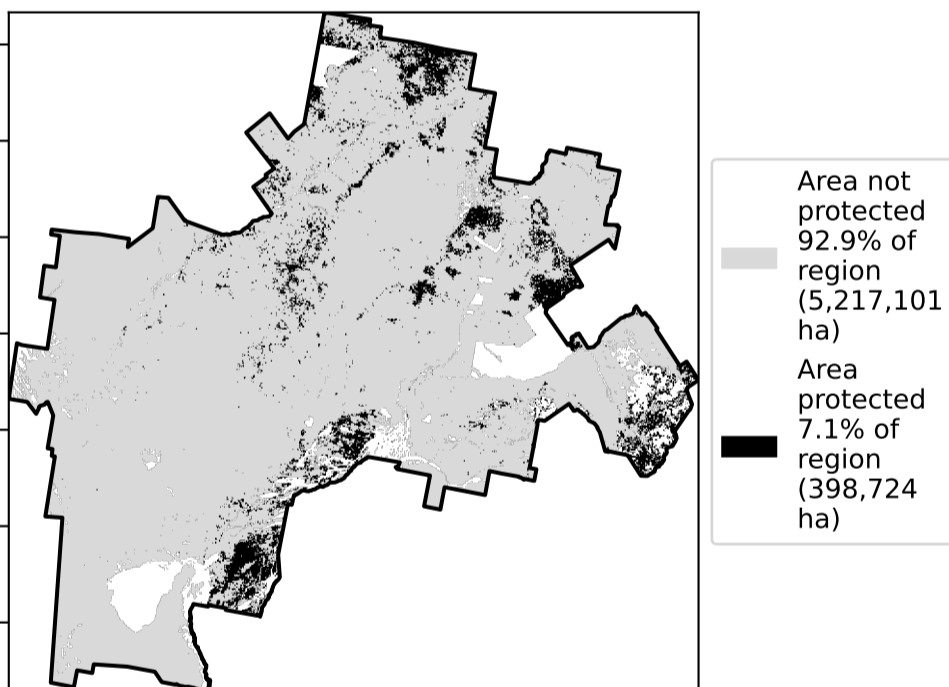 Area not
protected
92.9% of
region
(5,217,101
ha)
Area
protected
7.1% of
region
(398,724
ha)